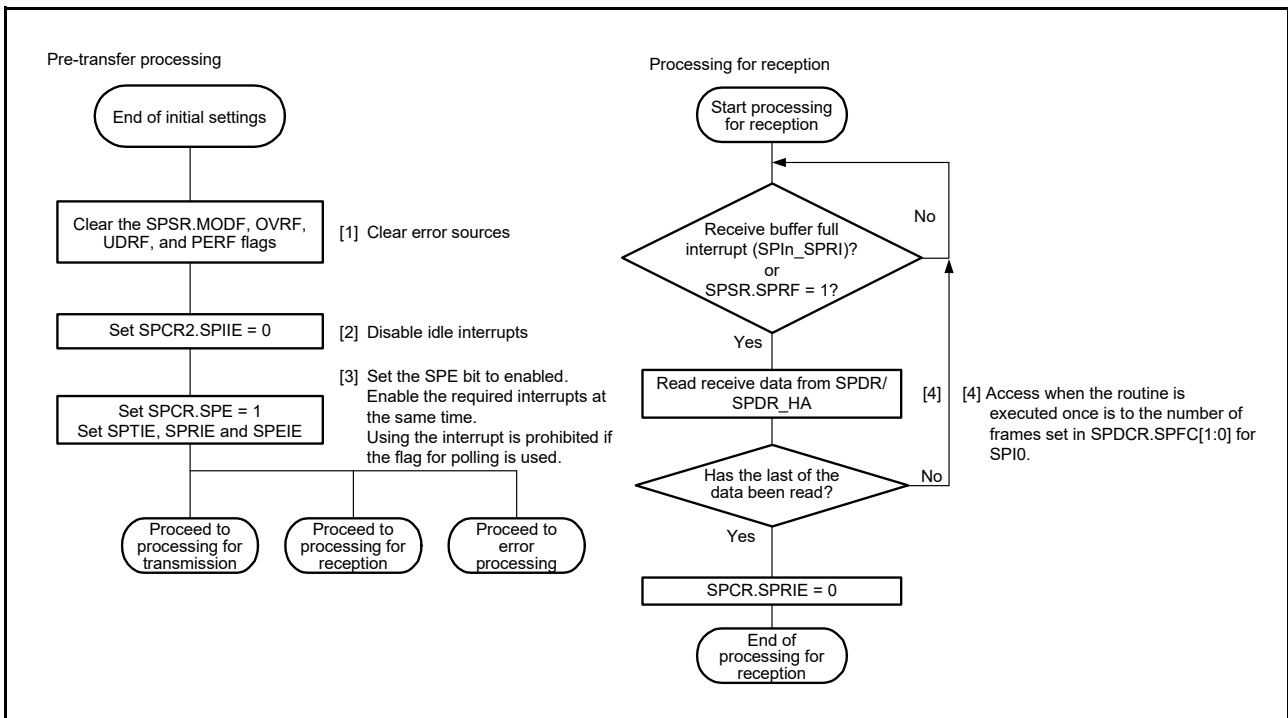 Pre-transfer processing
End of initial settings
Clear the SPSR.MODF, OVRF,
UDRF, and PERF flags
[1] Clear error sources
Set SPCR2.SPIIE = 0
[2] Disable idle interrupts
[3] Set the SPE bit to enabled.
Enable the required interrupts at
the same time.
Using the interrupt is prohibited if
the flag for polling is used.
Set SPCR.SPE = 1
Set SPTIE, SPRIE and SPEIE
Proceed to
processing for
transmission
Proceed to
processing for
reception
Proceed to
error
processing
Processing for reception
Start processing
for reception
Receive buffer full
interrupt (SPIn_SPRI)?
or
SPSR.SPRF = 1?
No
Yes
Read receive data from SPDR/
SPDR_HA
[4]
[4] Access when the routine is
executed once is to the number of
frames set in SPDCR.SPFC[1:0] for
SPI0.
Has the last of the
data been read?
No
Yes
SPCR.SPRIE = 0
End of
processing for
reception